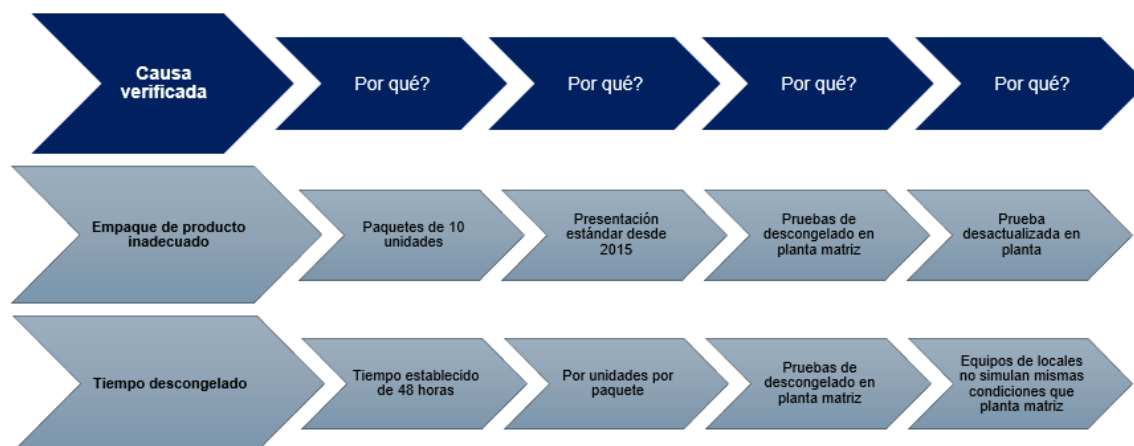 Causa
verificada
Por qué?
Por qué?
Por qué?
Por qué?
Empaque de producto
inadecuado
Paquetes de 10
unidades
Presentación
estándar desde
2015
Pruebas de
descongelado en
planta matriz
Prueba
desactualizada en
planta
Tiempo descongelado
Tiempo establecido
de 48 horas
Por unidades por
paquete
Pruebas de
descongelado en
planta matriz
Equipos de locales
no simulan mismas
condiciones que
planta matriz